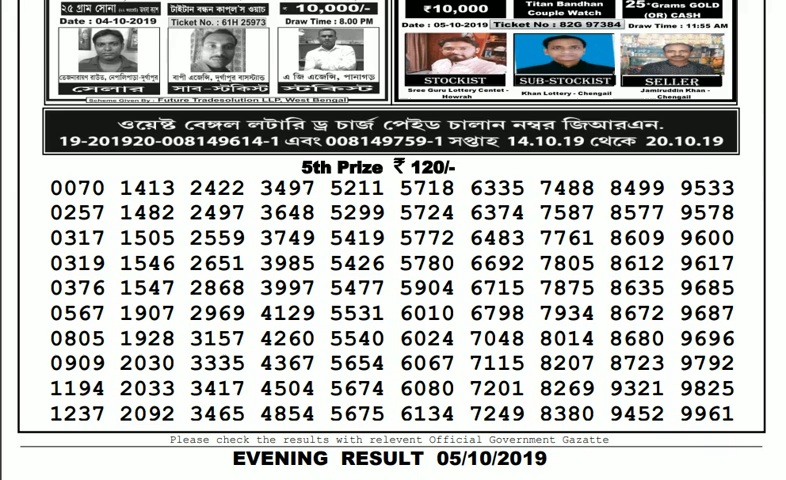 ২৫ গ্রাম সোনা
টাইটান বন্ধন কাপ্‌ল'স ওয়াচ
₹ 10,000/-
₹10,000
Titan Bandhan
Couple Watch
25 Grams GOLD
(OR) CASH
Date : 04-10-2019
Ticket No. : 61H 25973
Draw Time : 8.00 PM
Date : 05-10-2019
Ticket No : 82G 97384
Draw Time : 11:55 AM
তেজনারায়ণ রাউত, নেপালিপাড়া-দুর্গাপুর
বাপী এজেন্সি, দুর্গাপুর বাসস্ট্যান্ড
এ জি এজেন্সি, পানাগড়
সেলার
সাব-স্টকিস্ট
স্টকিস্ট
STOCKIST
SUB-STOCKIST
SELLER
Sree Guru Lottery Centet - Howrah
Khan Lottery - Chengail
Jamiruddin Khan - Chengail
Scheme Given By : Future Tradesolution LLP, West Bengal
ওয়েষ্ট বেঙ্গল লটারি ড্র চার্জ পেইড চালান নম্বর জিআরএন.
19-201920-008149614-1 এবং 008149759-1 সপ্তাহ 14.10.19 থেকে 20.10.19
5th Prize ₹ 120/-
0070 1413 2422 3497 5211 5718 6335 7488 8499 9533
0257 1482 2497 3648 5299 5724 6374 7587 8577 9578
0317 1505 2559 3749 5419 5772 6483 7761 8609 9600
0319 1546 2651 3985 5426 5780 6692 7805 8612 9617
0376 1547 2868 3997 5477 5904 6715 7875 8635 9685
0567 1907 2969 4129 5531 6010 6798 7934 8672 9687
0805 1928 3157 4260 5540 6024 7048 8014 8680 9696
0909 2030 3335 4367 5654 6067 7115 8207 8723 9792
1194 2033 3417 4504 5674 6080 7201 8269 9321 9825
1237 2092 3465 4854 5675 6134 7249 8380 9452 9961
Please check the results with relevent Official Government Gazatte
EVENING RESULT 05/10/2019